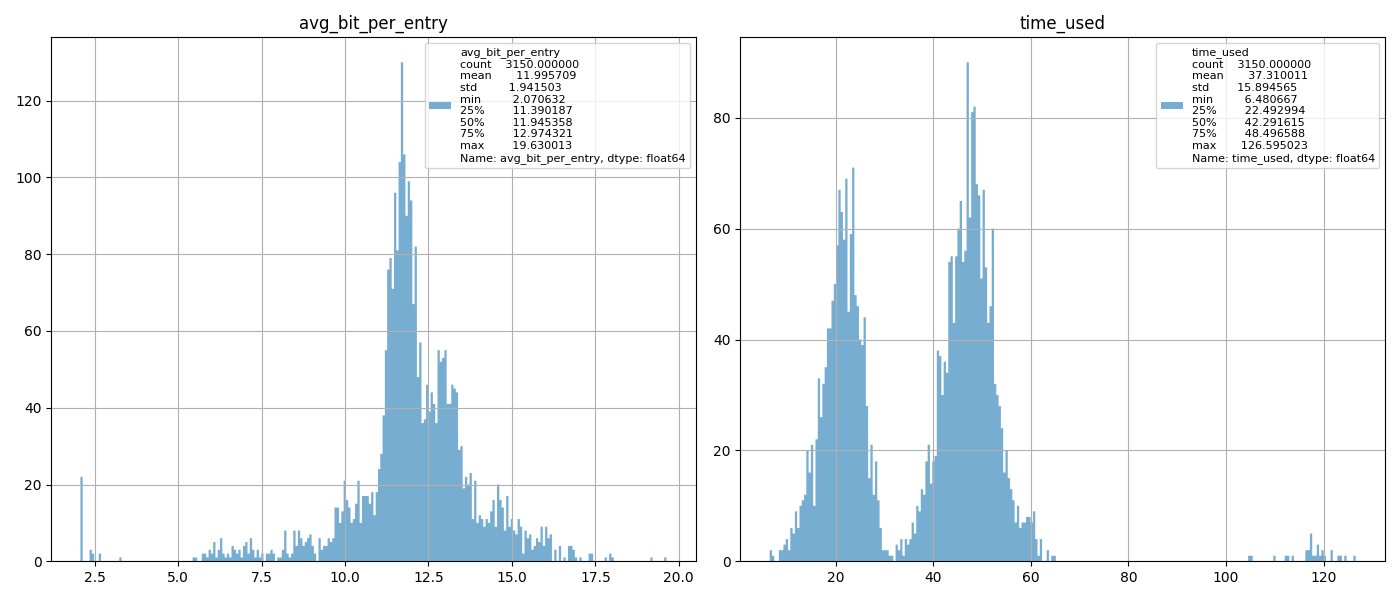 avg_bit_per_entry
avg_bit_per_entry
count 3150.000000
mean 11.995709
std 1.941503
min 2.070632
25% 11.390187
50% 11.945358
75% 12.974321
max 19.630013
Name: avg_bit_per_entry, dtype: float64
120
100
80
60
40
20
0
2.5 5.0 7.5 10.0 12.5 15.0 17.5 20.0
time_used
time_used
count 3150.000000
mean 37.310011
std 15.894565
min 6.480667
25% 22.492994
50% 42.291615
75% 48.496588
max 126.595023
Name: time_used, dtype: float64
80
60
40
20
0
20 40 60 80 100 120